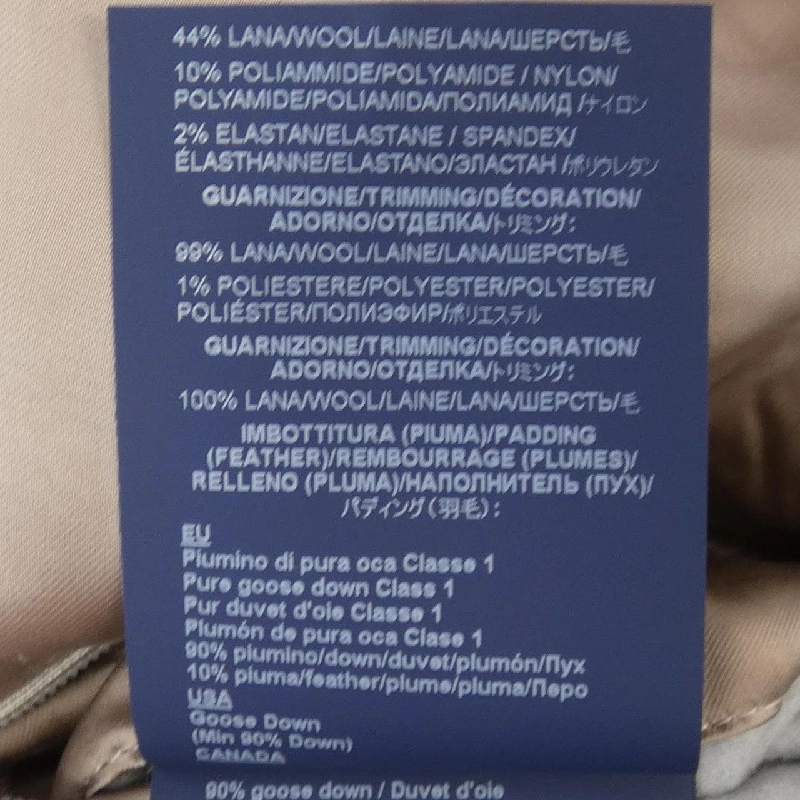 44% LANA/WOOL/LAINE/LANA/ШЕРСТЬ/毛
10% POLIAMMIDE/POLYAMIDE / NYLON/
POLYAMIDE/POLIAMIDA/ПОЛИАМИД /ナイロン
2% ELASTAN/ELASTANE / SPANDEX/
ÉLASTHANNE/ELASTANO/ЭЛАСТАН /ポリウレタン
GUARNIZIONE/TRIMMING/DÉCORATION/
ADORNO/ОТДЕЛКА/トリミング:
99% LANA/WOOL/LAINE/LANA/ШЕРСТЬ/毛
1% POLIESTERE/POLYESTER/POLYESTER/
POLIÉSTER/ПОЛИЭФИР/ポリエステル
GUARNIZIONE/TRIMMING/DÉCORATION/
ADORNO/ОТДЕЛКА/トリミング:
100% LANA/WOOL/LAINE/LANA/ШЕРСТЬ/毛
IMBOTTITURA (PIUMA)/PADDING
(FEATHER)/REMBOURRAGE (PLUMES)/
RELLENO (PLUMA)/НАПОЛНИТЕЛЬ (ПУХ)/
パディング(羽毛):
EU
Piumino di pura oca Classe 1
Pure goose down Class 1
Pur duvet d'oie Classe 1
Plumón de pura oca Clase 1
90% piumino/down/duvet/plumón/Пух
10% piuma/feather/plume/pluma/Перо
USA
Goose Down
(Min 90% Down)
CANADA
90% goose down / Duvet d'oie